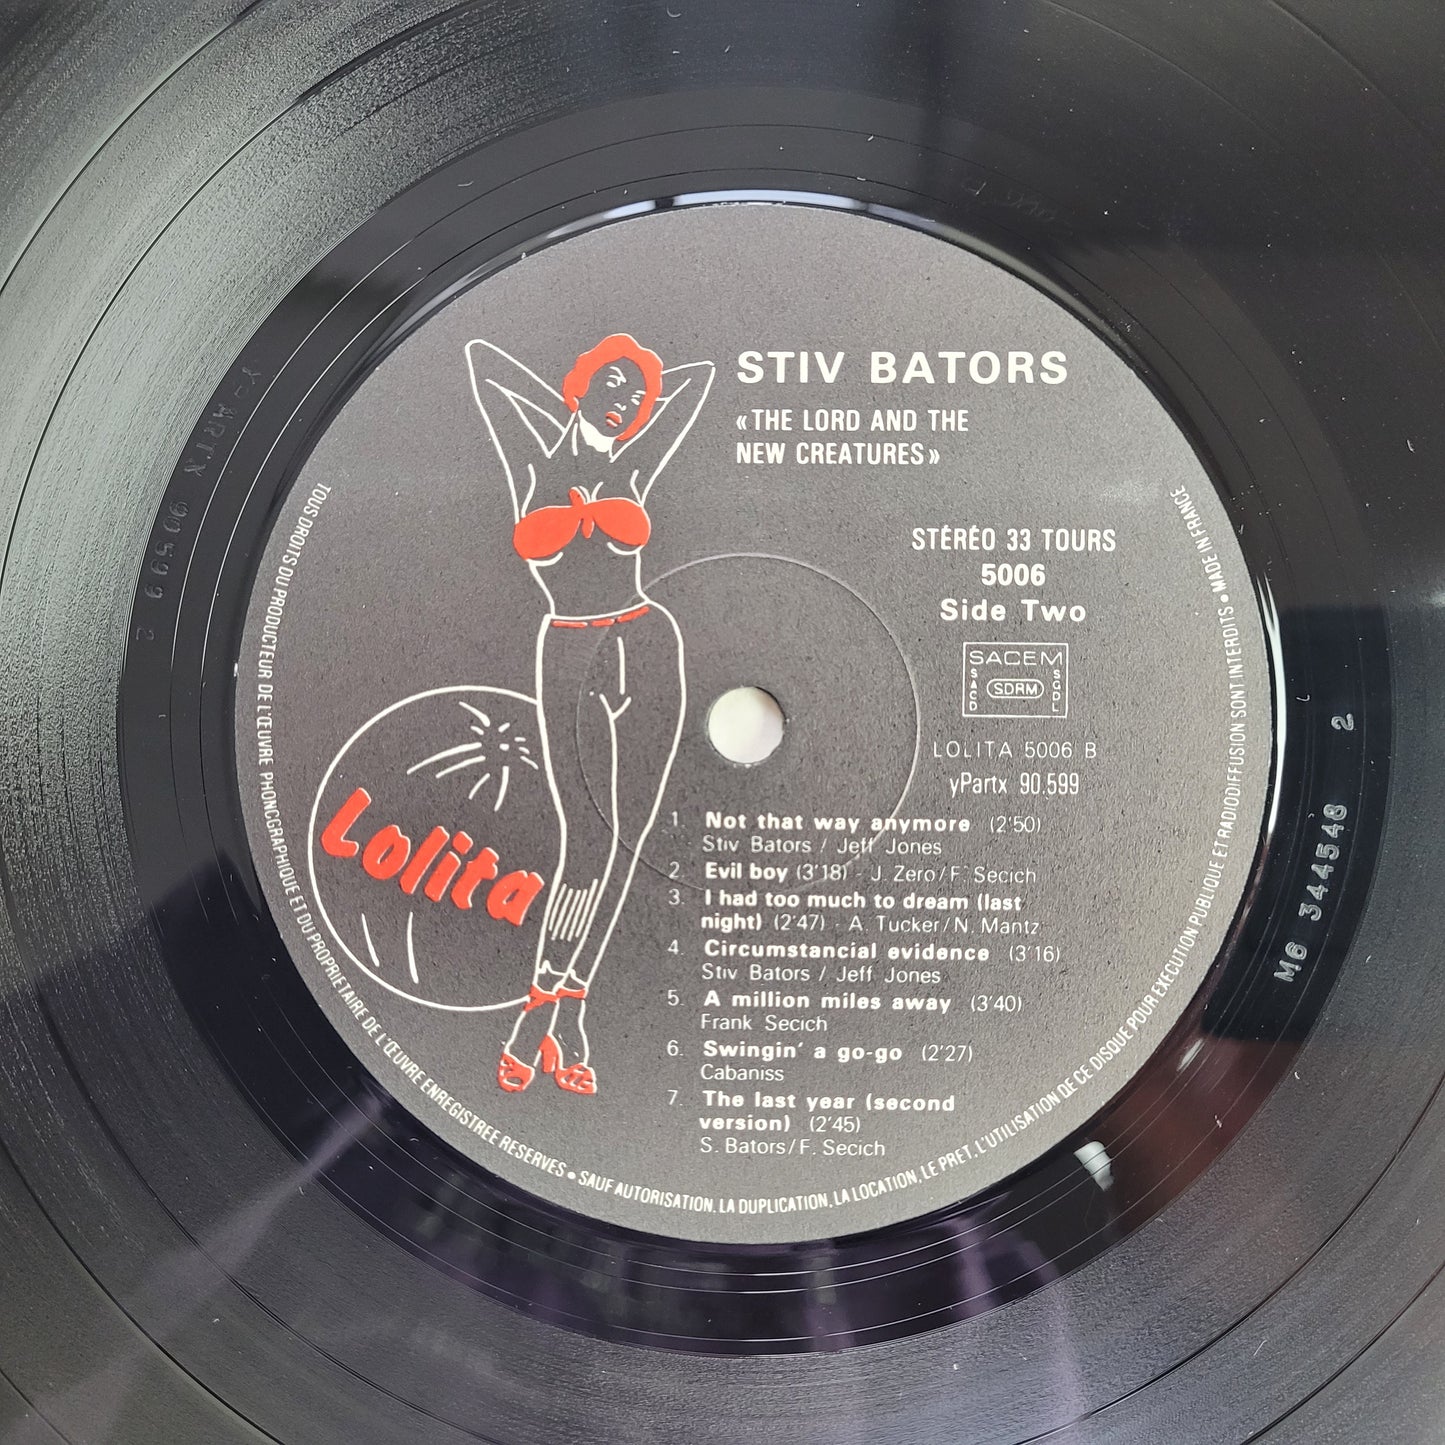 STIV BATORS
«THE LORD AND THE
NEW CREATURES»
STÉRÉO 33 TOURS
5006
Side Two
SACEM
SACD
SDRM
SGDL
LOLITA 5006 B
yPartx 90.599
Lolita
1. Not that way anymore (2'50)
Stiv Bators / Jeff Jones
2. Evil boy (3'18) - J. Zero/F. Secich
3. I had too much to dream (last
night) (2'47) - A. Tucker/N. Mantz
4. Circumstancial evidence (3'16)
Stiv Bators / Jeff Jones
5. A million miles away (3'40)
Frank Secich
6. Swingin' a go-go (2'27)
Cabaniss
7. The last year (second
version) (2'45)
S. Bators/F. Secich
TOUS DROITS DU PRODUCTEUR DE L'ŒUVRE PHONCGRAPHIQUE ET DU PROPRIETAIRE DE L'ŒUVRE ENREGISTREE RESERVES • SAUF AUTORISATION, LA DUPLICATION, LA LOCATION, LE PRET, L'UTILISATION DE CE DISQUE POUR EXECUTION PUBLIQUE ET RADIODIFFUSION SONT INTERDITS • MADE IN FRANCE
M6 344548 2
Y-PARTX 90599 2